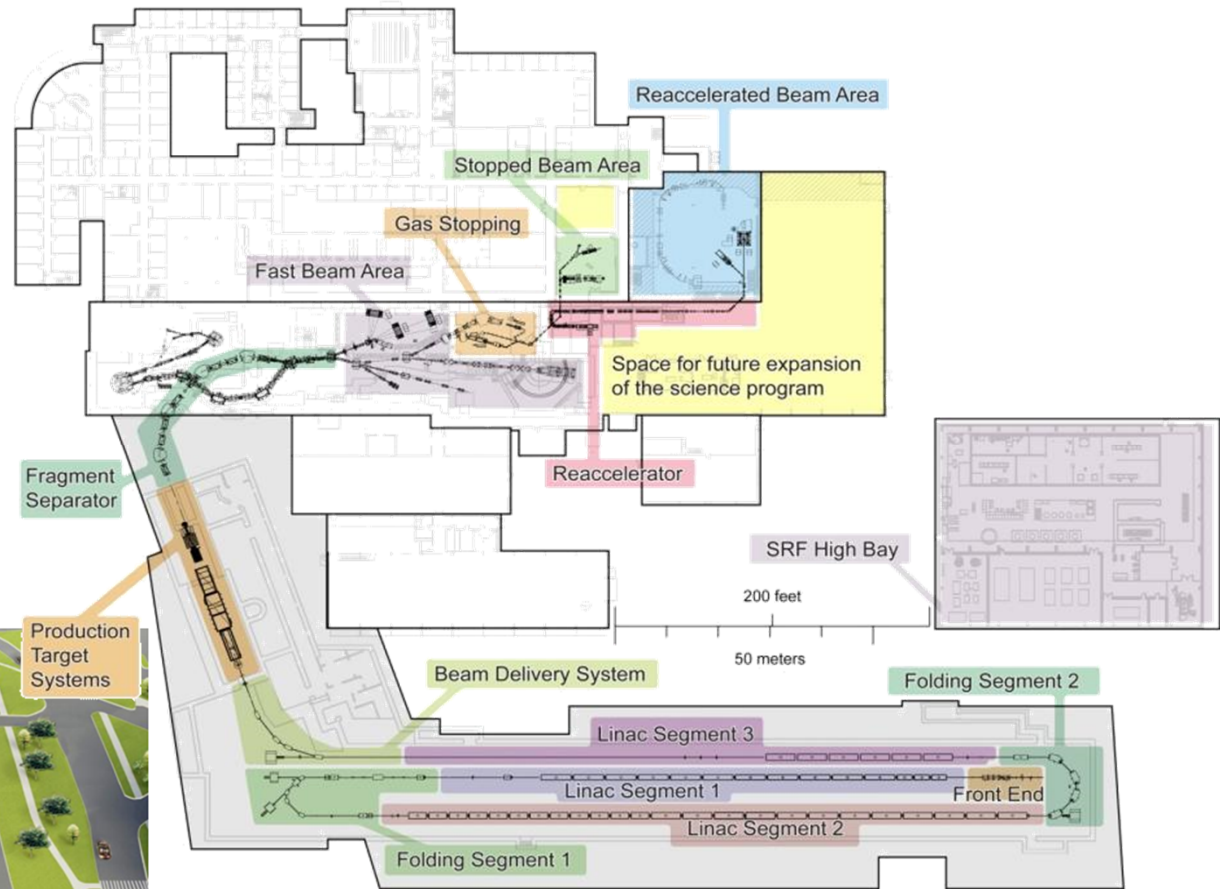 Reaccelerated Beam Area
Stopped Beam Area
Gas Stopping
Fast Beam Area
Space for future expansion
of the science program
Fragment
Separator
Reaccelerator
SRF High Bay
200 feet
50 meters
Production
Target
Systems
Beam Delivery System
Folding Segment 2
Linac Segment 3
Linac Segment 1
Front End
Linac Segment 2
Folding Segment 1